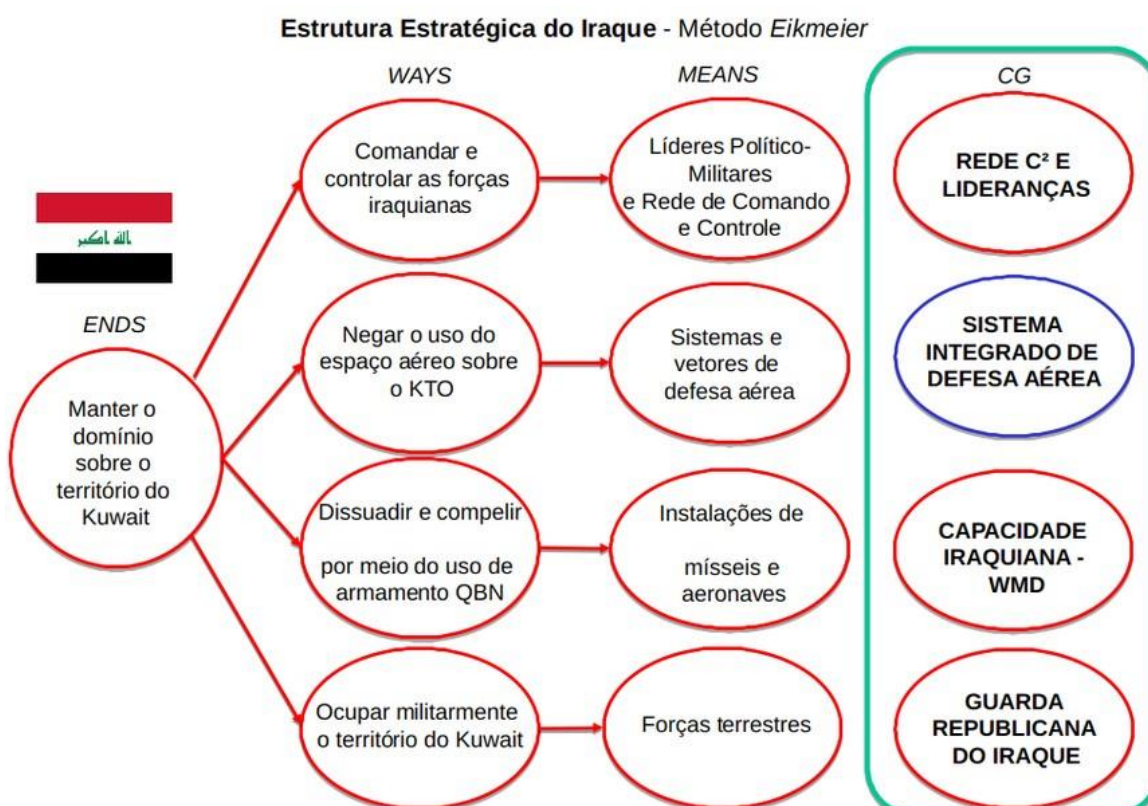 Estrutura Estratégica do Iraque - Método Eikmeier
WAYS
MEANS
CG
Comandar e
controlar as forças
iraquianas
Líderes Político-
Militares
e Rede de Comando
e Controle
REDE C² E
LIDERANÇAS
الله اكبر
ENDS
Manter o
domínio
sobre o
território do
Kuwait
Negar o uso do
espaço aéreo sobre
o KTO
Sistemas e
vetores de
defesa aérea
SISTEMA
INTEGRADO DE
DEFESA AÉREA
Dissuadir e compelir
por meio do uso de
armamento QBN
Instalações de
mísseis e
aeronaves
CAPACIDADE
IRAQUIANA -
WMD
Ocupar militarmente
o território do Kuwait
Forças terrestres
GUARDA
REPUBLICANA
DO IRAQUE